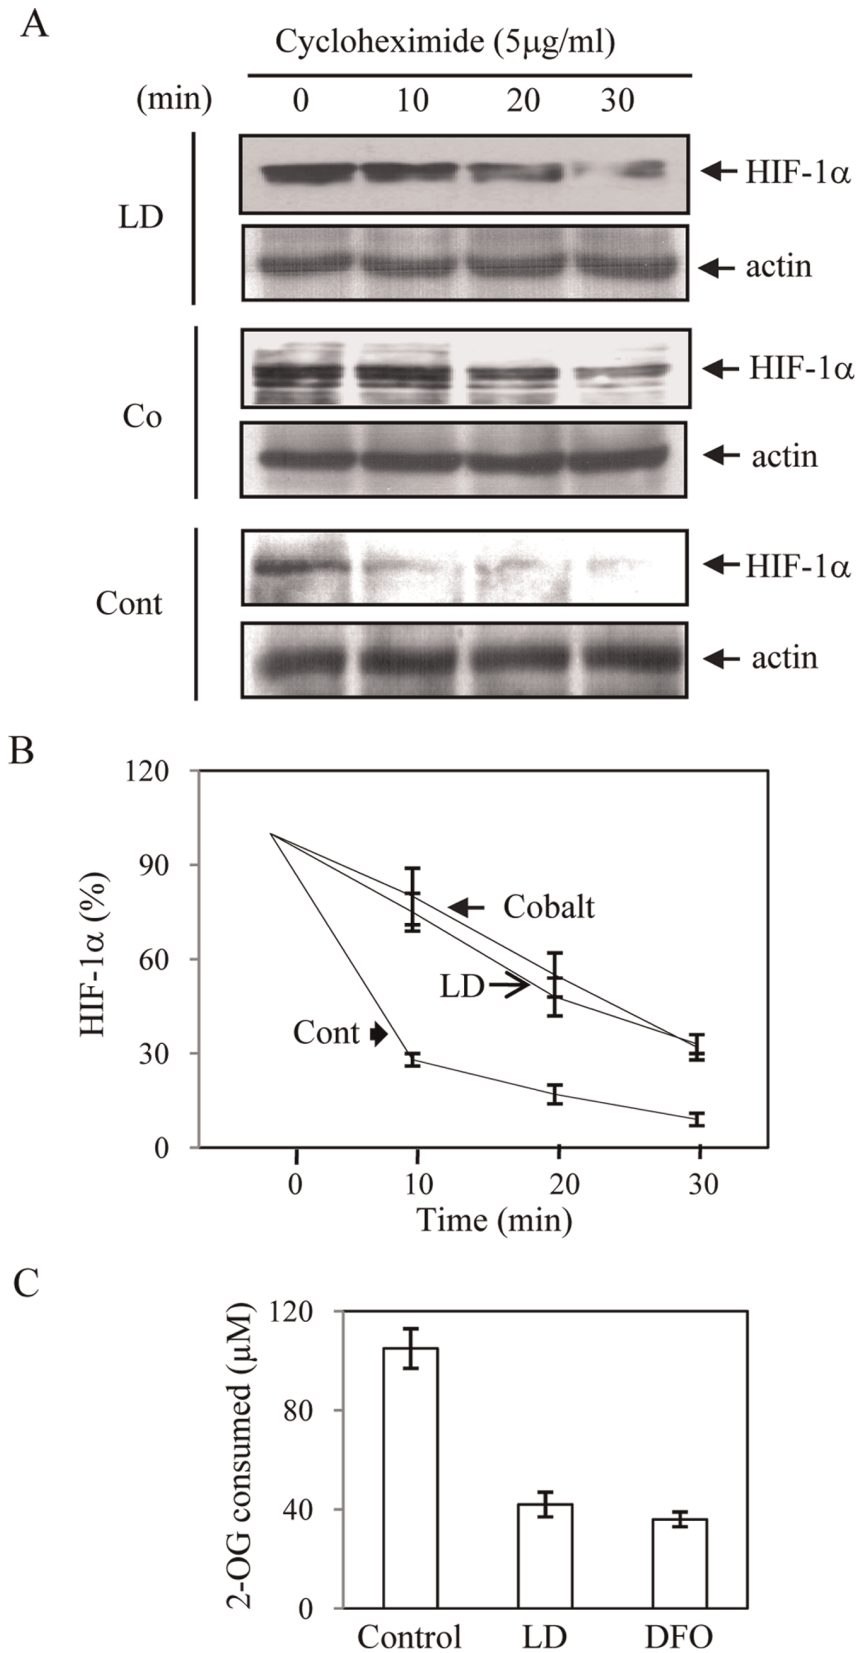 A
Cycloheximide (5μg/ml)
(min) 0 10 20 30
LD
HIF-1α
actin
Co
HIF-1α
actin
Cont
HIF-1α
actin
B
HIF-1α (%)
120
90
60
30
0
Cobalt
LD
Cont
0 10 20 30
Time (min)
C
2-OG consumed (μM)
120
80
40
0
Control LD DFO